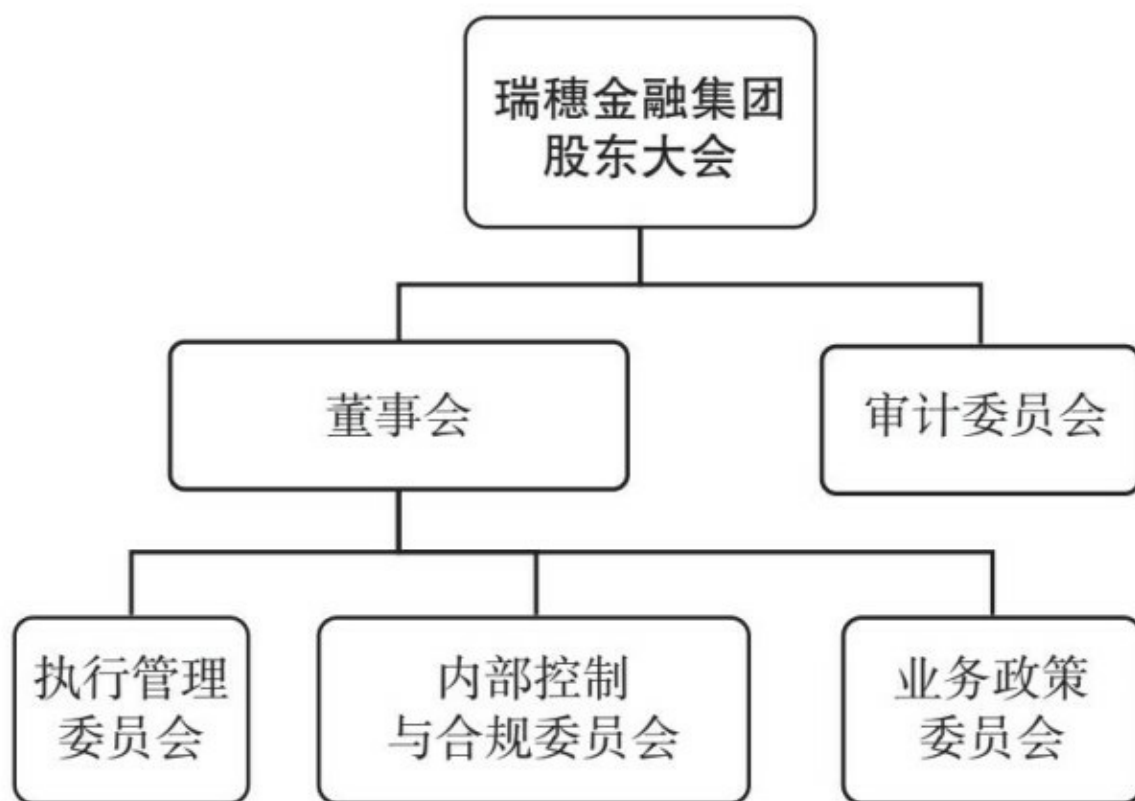 瑞穗金融集团
股东大会
董事会
审计委员会
执行管理
委员会
内部控制
与合规委员会
业务政策
委员会